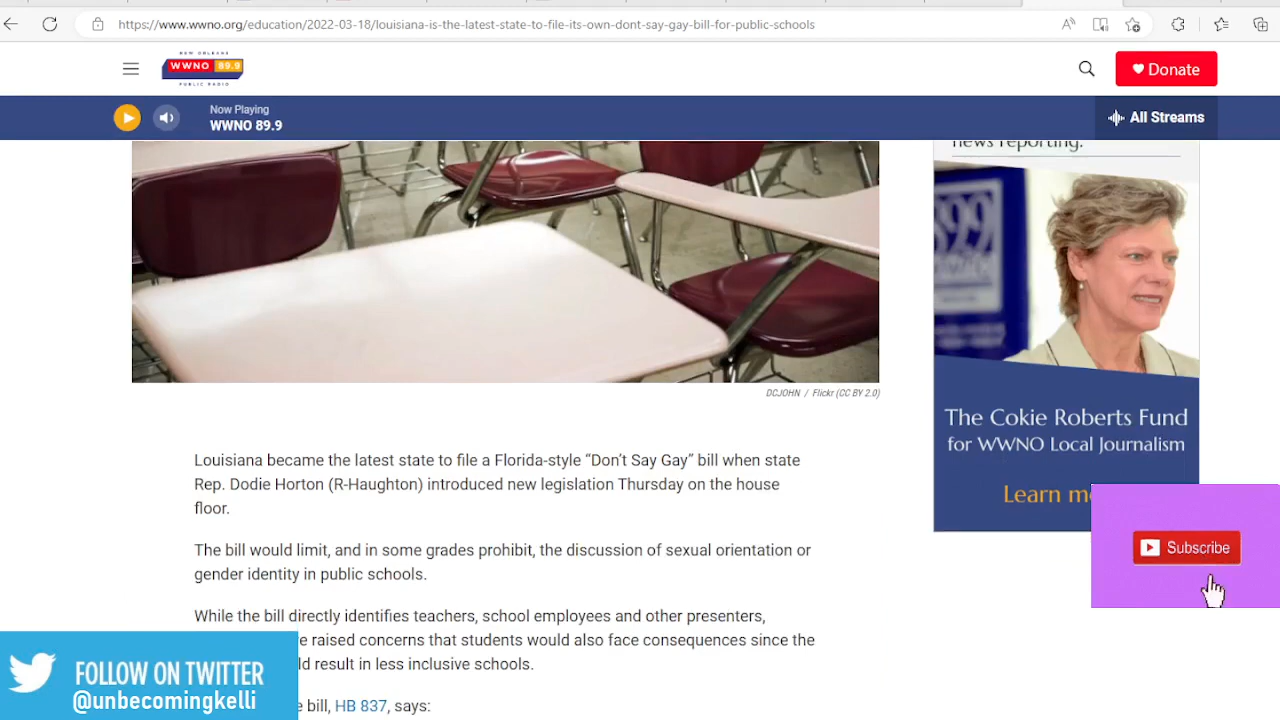 https://www.wwno.org/education/2022-03-18/louisiana-is-the-latest-state-to-file-its-own-dont-say-gay-bill-for-public-schools
NEW ORLEANS
WWNO 89.9
PUBLIC RADIO
Donate
Now Playing
WWNO 89.9
All Streams
news reporting.
DCJOHN / Flickr (CC BY 2.0)
The Cokie Roberts Fund
for WWNO Local Journalism
Learn
Subscribe
Louisiana became the latest state to file a Florida-style “Don’t Say Gay” bill when state
Rep. Dodie Horton (R-Haughton) introduced new legislation Thursday on the house
floor.
The bill would limit, and in some grades prohibit, the discussion of sexual orientation or
gender identity in public schools.
While the bill directly identifies teachers, school employees and other presenters,
raised concerns that students would also face consequences since the
result in less inclusive schools.
bill, HB 837, says:
FOLLOW ON TWITTER
@unbecomingkelli